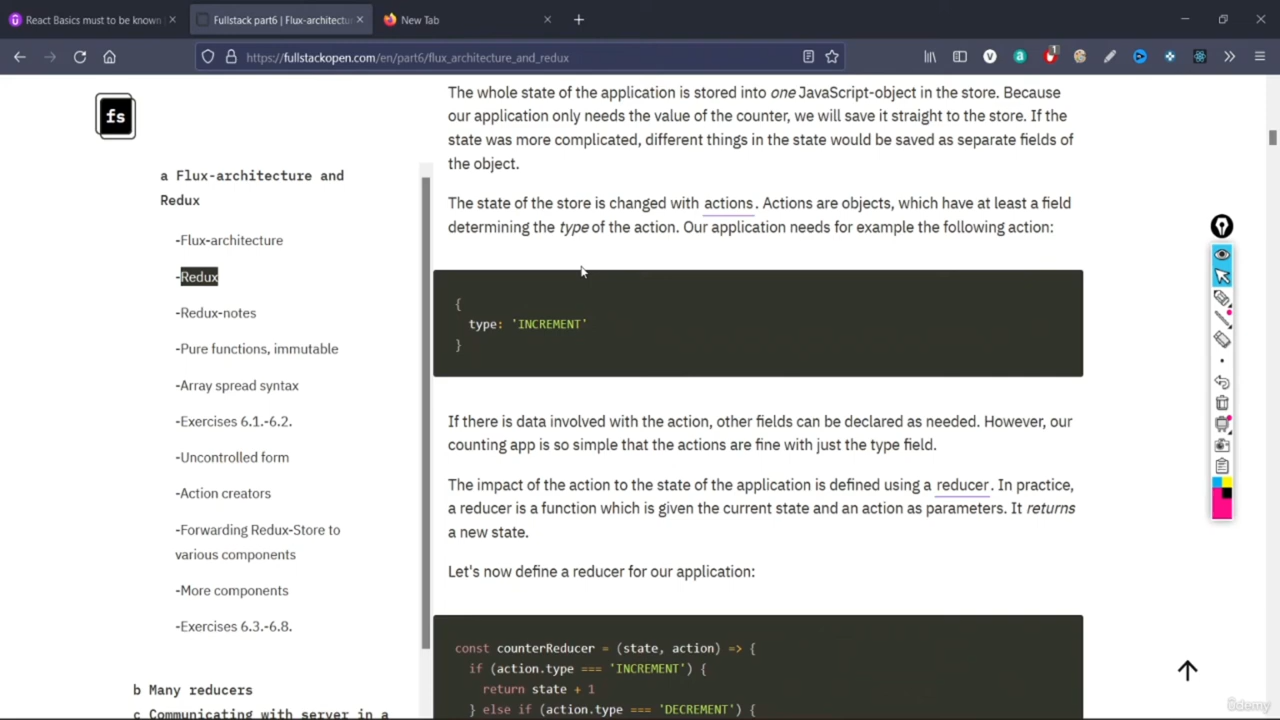 React Basics must to be known
Fullstack part6 | Flux-architectu
New Tab
https://fullstackopen.com/en/part6/flux_architecture_and_redux
fs
a Flux-architecture and
Redux
-Flux-architecture
-Redux
-Redux-notes
-Pure functions, immutable
-Array spread syntax
-Exercises 6.1.-6.2.
-Uncontrolled form
-Action creators
-Forwarding Redux-Store to
various components
-More components
-Exercises 6.3.-6.8.
b Many reducers
c Communicating with server in a
The whole state of the application is stored into one JavaScript-object in the store. Because
our application only needs the value of the counter, we will save it straight to the store. If the
state was more complicated, different things in the state would be saved as separate fields of
the object.
The state of the store is changed with actions. Actions are objects, which have at least a field
determining the type of the action. Our application needs for example the following action:
{
type: 'INCREMENT'
}
If there is data involved with the action, other fields can be declared as needed. However, our
counting app is so simple that the actions are fine with just the type field.
The impact of the action to the state of the application is defined using a reducer. In practice,
a reducer is a function which is given the current state and an action as parameters. It returns
a new state.
Let's now define a reducer for our application:
const counterReducer = (state, action) => {
if (action.type === 'INCREMENT') {
return state + 1
} else if (action.type === 'DECREMENT') {
V
a
1
Udemy